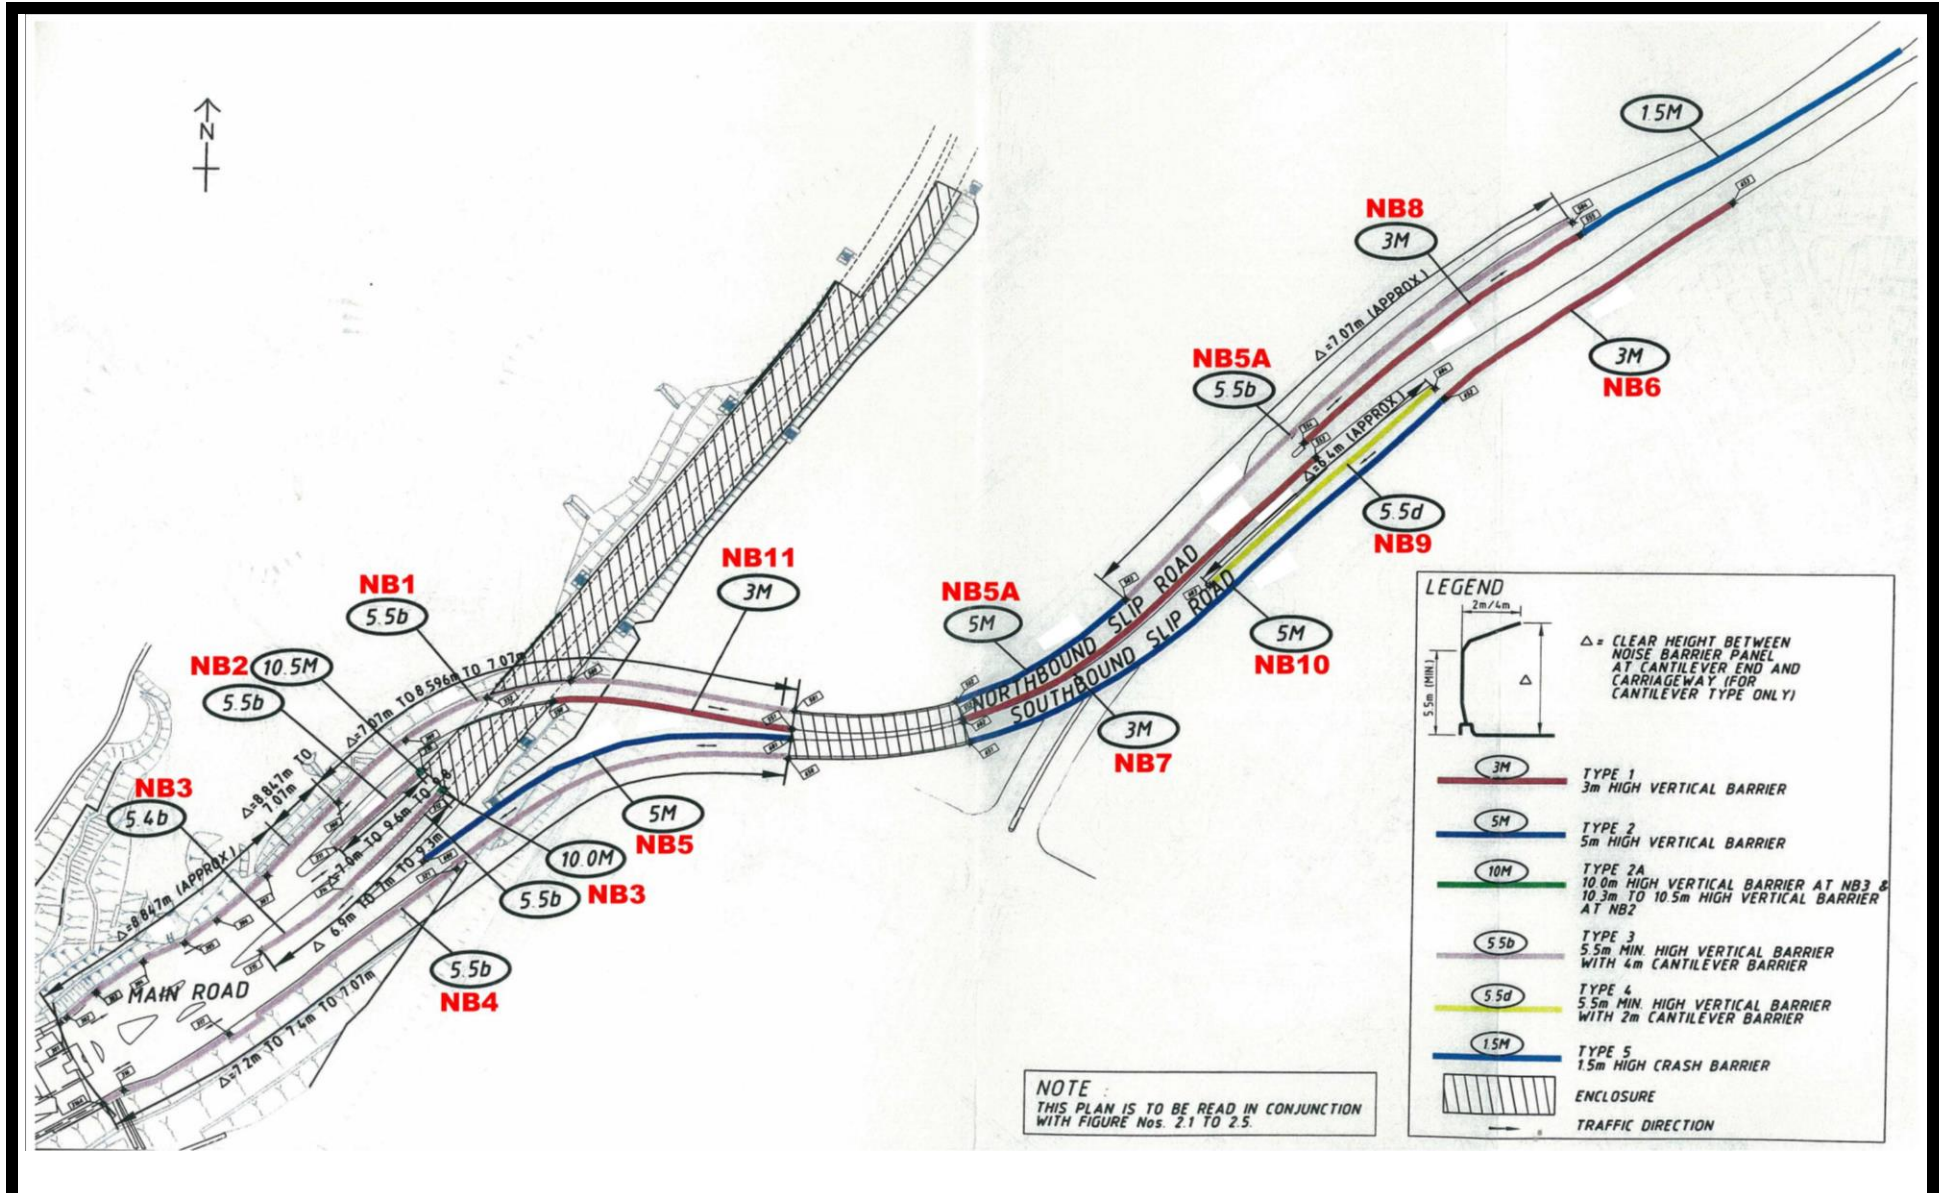 N
1.5M
NB8
3M
Δ=7.07m (APPROX.)
NB5A
5.5b
3M
NB6
Δ=6.4m (APPROX.)
5.5d
NB9
NB11
3M
NB1
5.5b
NB5A
5M
NORTHBOUND SLIP ROAD
SOUTHBOUND SLIP ROAD
5M
NB10
3M
NB7
NB2
10.5M
5.5b
Δ=7.07m TO 8.596m TO 7.07m
NB3
5.4b
Δ=8.847m TO
7.07m
Δ=8.847m (APPROX.)
Δ=7.0m TO 9.6m TO 9.8
Δ 6.9m TO 7m TO 9.3m
5M
NB5
10.0M
NB3
5.5b
5.5b
NB4
MAIN ROAD
Δ=7.2m TO 7.4m TO 7.07m
LEGEND
2m/4m
5.5m (MIN.)
Δ
Δ = CLEAR HEIGHT BETWEEN
NOISE BARRIER PANEL
AT CANTILEVER END AND
CARRIAGEWAY (FOR
CANTILEVER TYPE ONLY)
3M
TYPE 1
3m HIGH VERTICAL BARRIER
5M
TYPE 2
5m HIGH VERTICAL BARRIER
10M
TYPE 2A
10.0m HIGH VERTICAL BARRIER AT NB3 &
10.3m TO 10.5m HIGH VERTICAL BARRIER
AT NB2
5.5b
TYPE 3
5.5m MIN. HIGH VERTICAL BARRIER
WITH 4m CANTILEVER BARRIER
5.5d
TYPE 4
5.5m MIN. HIGH VERTICAL BARRIER
WITH 2m CANTILEVER BARRIER
1.5M
TYPE 5
1.5m HIGH CRASH BARRIER
ENCLOSURE
TRAFFIC DIRECTION
NOTE :
THIS PLAN IS TO BE READ IN CONJUNCTION
WITH FIGURE Nos. 2.1 TO 2.5.